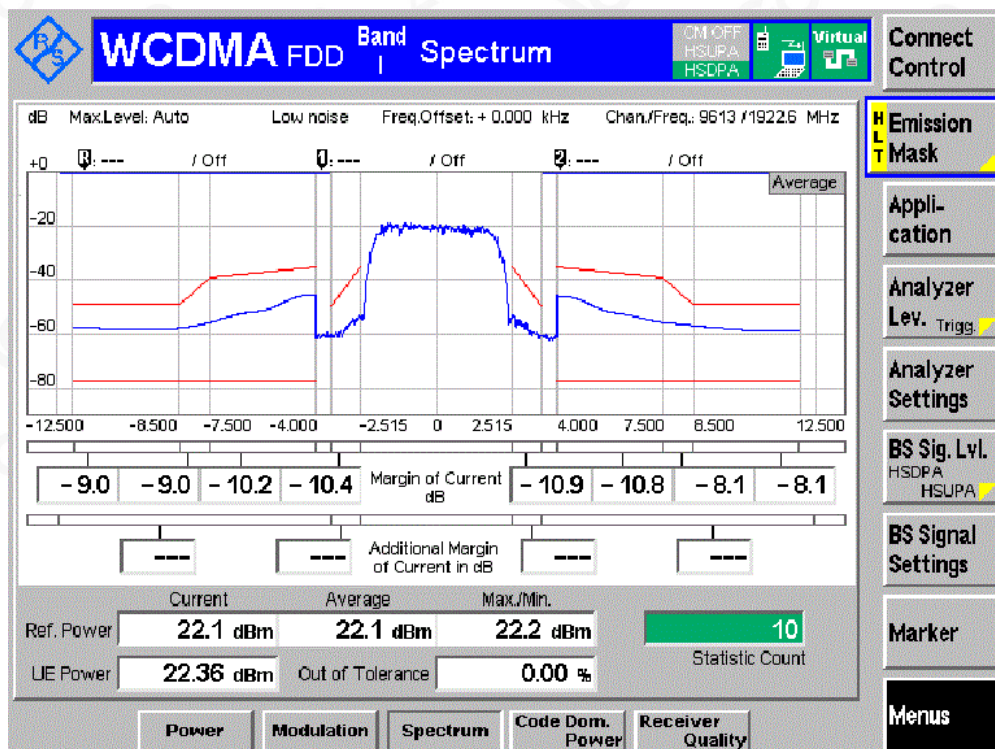 R S
WCDMA FDD Band I Spectrum
CM OFF
HSUPA
HSDPA
Virtual
dB Max.Level: Auto Low noise Freq.Offset: + 0.000 kHz Chan./Freq.: 9613 / 1922.6 MHz
R: --- / Off 1: --- / Off 2: --- / Off
Average
+0
-20
-40
-60
-80
-12.500 -8.500 -7.500 -4.000 -2.515 0 2.515 4.000 7.500 8.500 12.500
- 9.0 - 9.0 - 10.2 - 10.4 Margin of Current dB - 10.9 - 10.8 - 8.1 - 8.1
--- --- Additional Margin of Current in dB --- ---
Current Average Max./Min.
Ref. Power 22.1 dBm 22.1 dBm 22.2 dBm 10
Statistic Count
UE Power 22.36 dBm Out of Tolerance 0.00 %
Power
Modulation
Spectrum
Code Dom. Power
Receiver Quality
Connect
Control
HLT
Emission
Mask
Appli-
cation
Analyzer
Lev. Trigg.
Analyzer
Settings
BS Sig. Lvl.
HSDPA
HSUPA
BS Signal
Settings
Marker
Menus